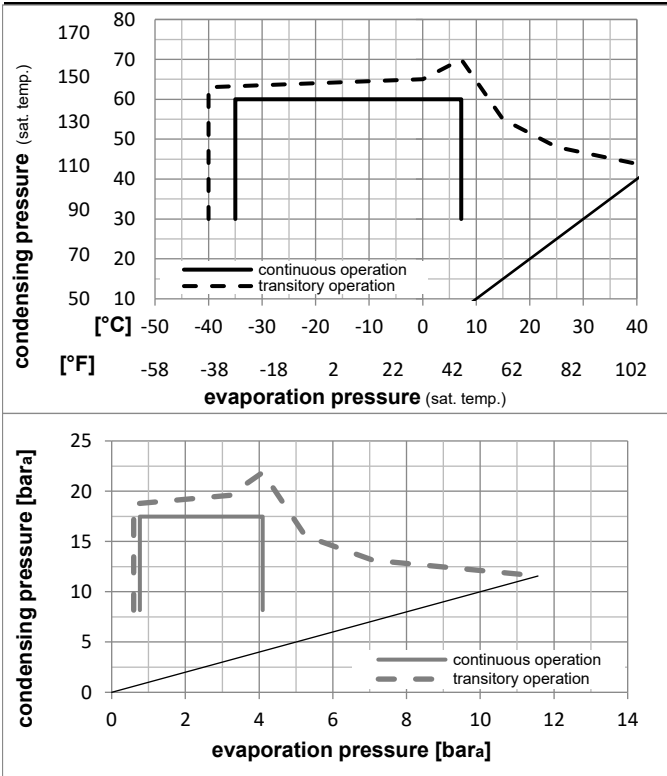 condensing pressure (sat. temp.)
170
150
130
110
90
70
50
80
70
60
50
40
30
20
10
continuous operation
transitory operation
[°C] -50 -40 -30 -20 -10 0 10 20 30 40
[°F] -58 -38 -18 2 22 42 62 82 102
evaporation pressure (sat. temp.)
condensing pressure [bara]
25
20
15
10
5
0
continuous operation
transitory operation
0 2 4 6 8 10 12 14
evaporation pressure [bara]